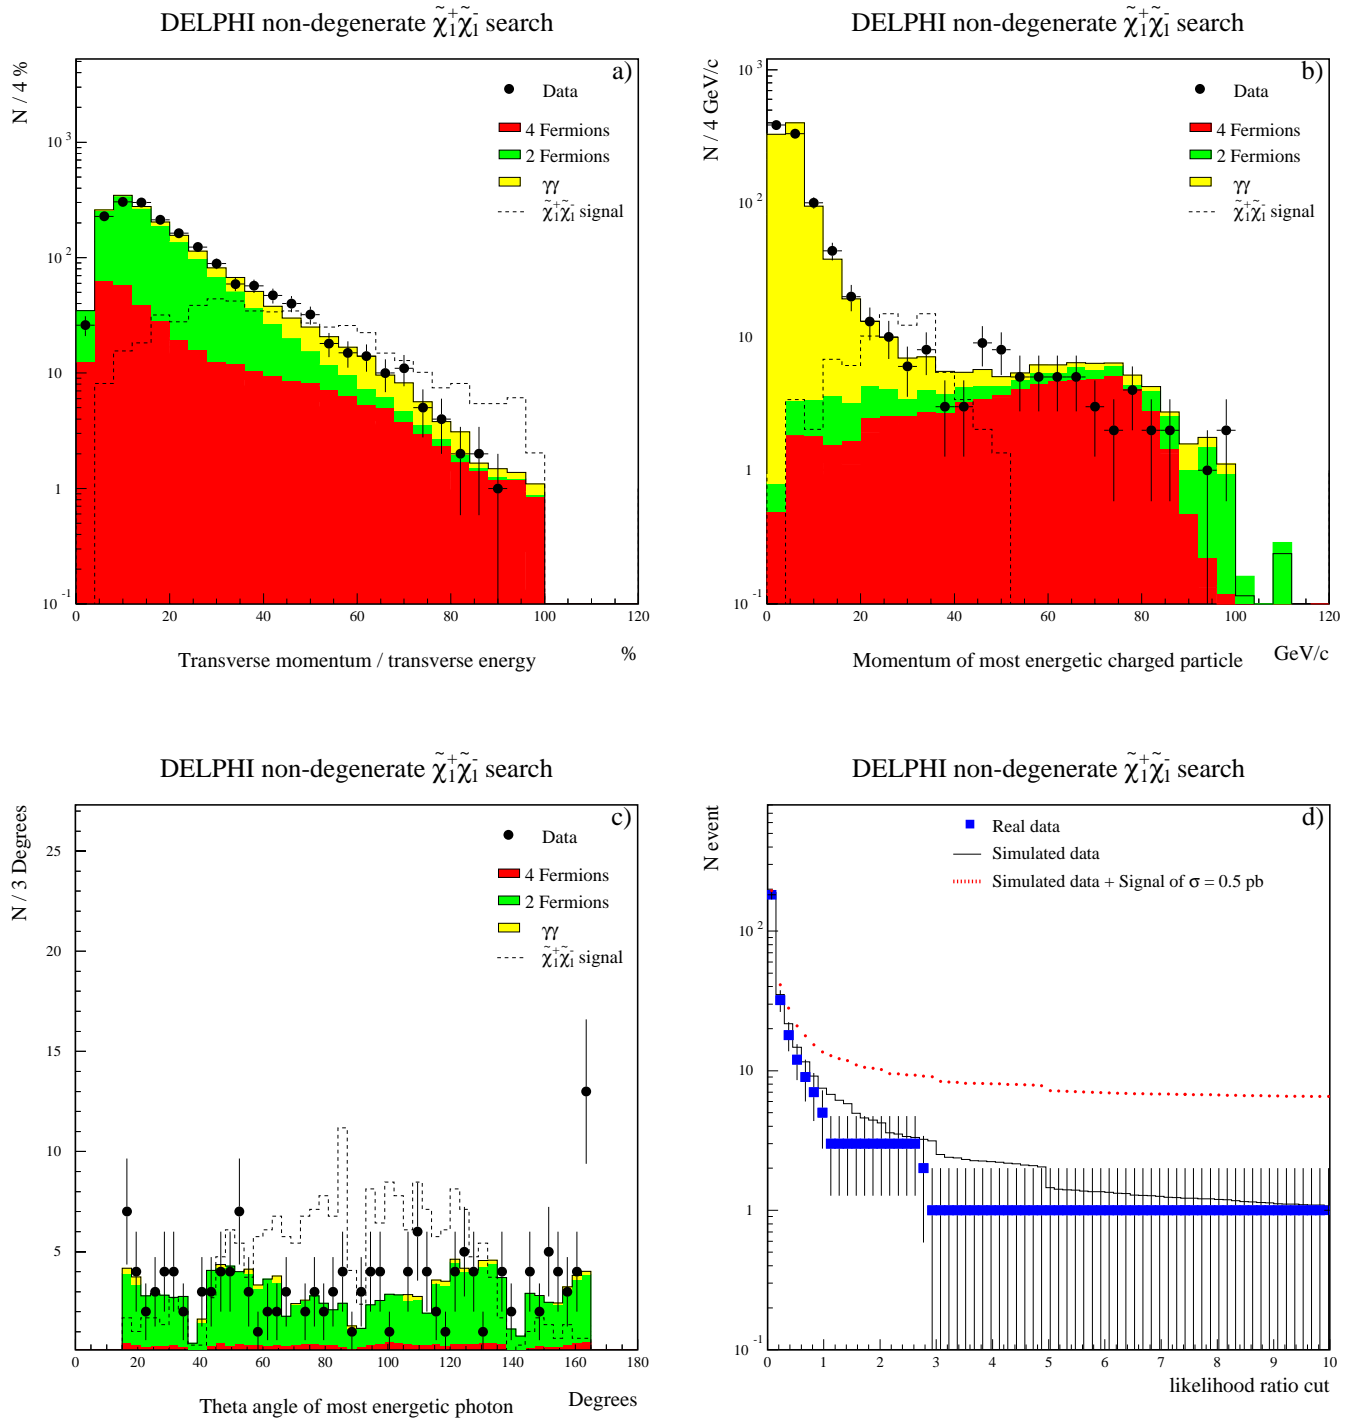 DELPHI non-degenerate χ̃₁⁺χ̃₁⁻ search
N / 4 %
a)
Data
4 Fermions
2 Fermions
γγ
χ̃₁⁺χ̃₁⁻ signal
10³
10²
10
1
10⁻¹
0 20 40 60 80 100 120
Transverse momentum / transverse energy %
DELPHI non-degenerate χ̃₁⁺χ̃₁⁻ search
N / 4 GeV/c
b)
Data
4 Fermions
2 Fermions
γγ
χ̃₁⁺χ̃₁⁻ signal
10³
10²
10
1
10⁻¹
0 20 40 60 80 100 120
Momentum of most energetic charged particle GeV/c
DELPHI non-degenerate χ̃₁⁺χ̃₁⁻ search
N / 3 Degrees
c)
Data
4 Fermions
2 Fermions
γγ
χ̃₁⁺χ̃₁⁻ signal
25
20
15
10
5
0 20 40 60 80 100 120 140 160 180
Theta angle of most energetic photon Degrees
DELPHI non-degenerate χ̃₁⁺χ̃₁⁻ search
N event
d)
Real data
Simulated data
Simulated data + Signal of σ = 0.5 pb
10²
10
1
10⁻¹
0 1 2 3 4 5 6 7 8 9 10
likelihood ratio cut